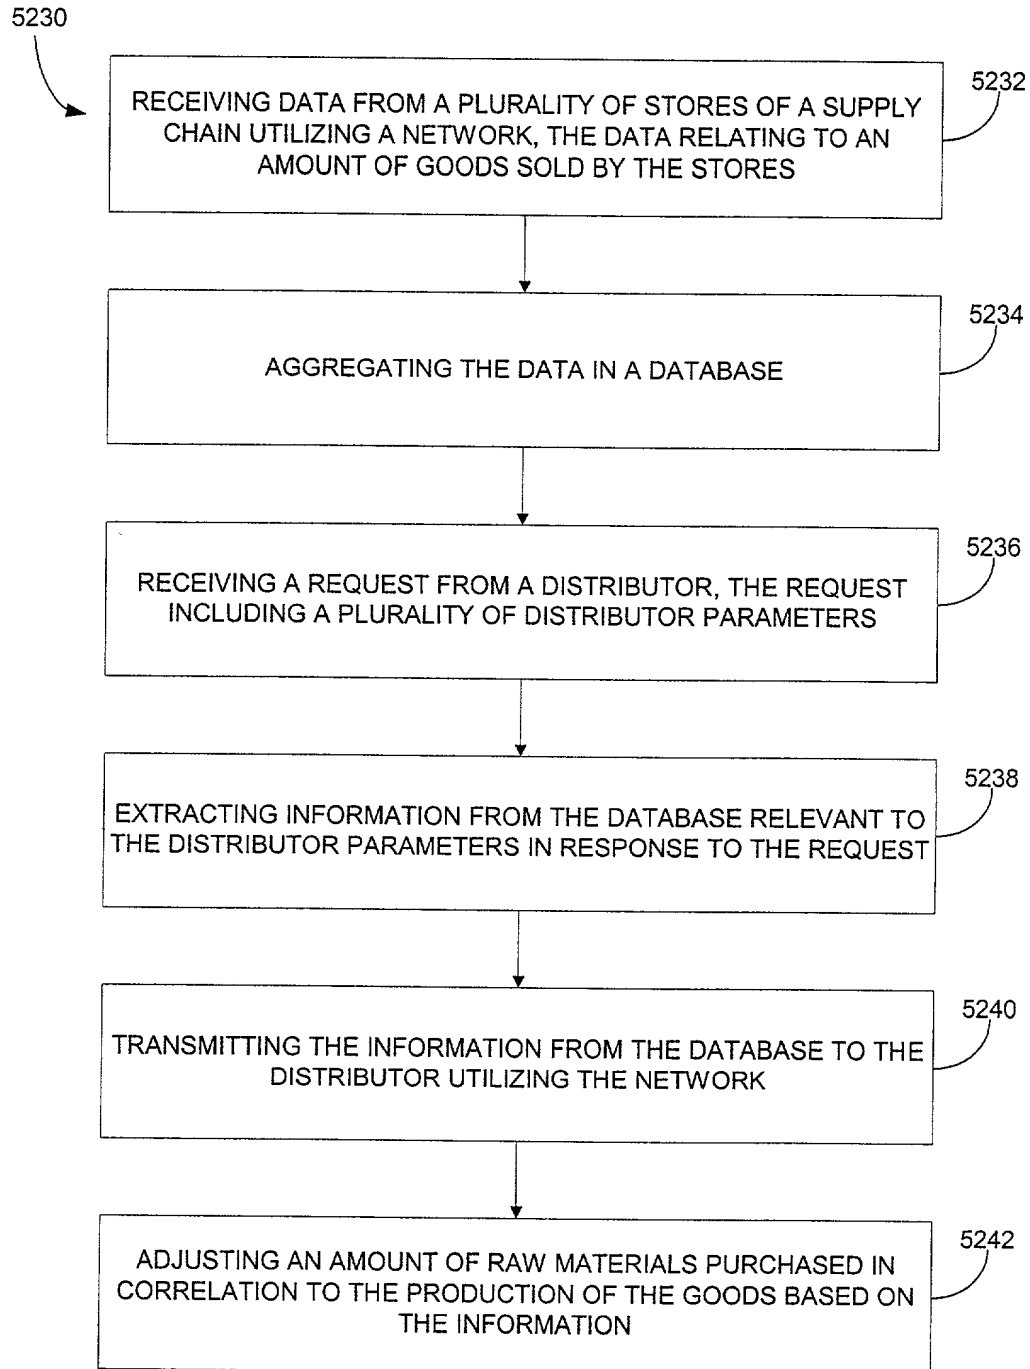 5230
5232
RECEIVING DATA FROM A PLURALITY OF STORES OF A SUPPLY
CHAIN UTILIZING A NETWORK, THE DATA RELATING TO AN
AMOUNT OF GOODS SOLD BY THE STORES
5234
AGGREGATING THE DATA IN A DATABASE
5236
RECEIVING A REQUEST FROM A DISTRIBUTOR, THE REQUEST
INCLUDING A PLURALITY OF DISTRIBUTOR PARAMETERS
5238
EXTRACTING INFORMATION FROM THE DATABASE RELEVANT TO
THE DISTRIBUTOR PARAMETERS IN RESPONSE TO THE REQUEST
5240
TRANSMITTING THE INFORMATION FROM THE DATABASE TO THE
DISTRIBUTOR UTILIZING THE NETWORK
5242
ADJUSTING AN AMOUNT OF RAW MATERIALS PURCHASED IN
CORRELATION TO THE PRODUCTION OF THE GOODS BASED ON
THE INFORMATION